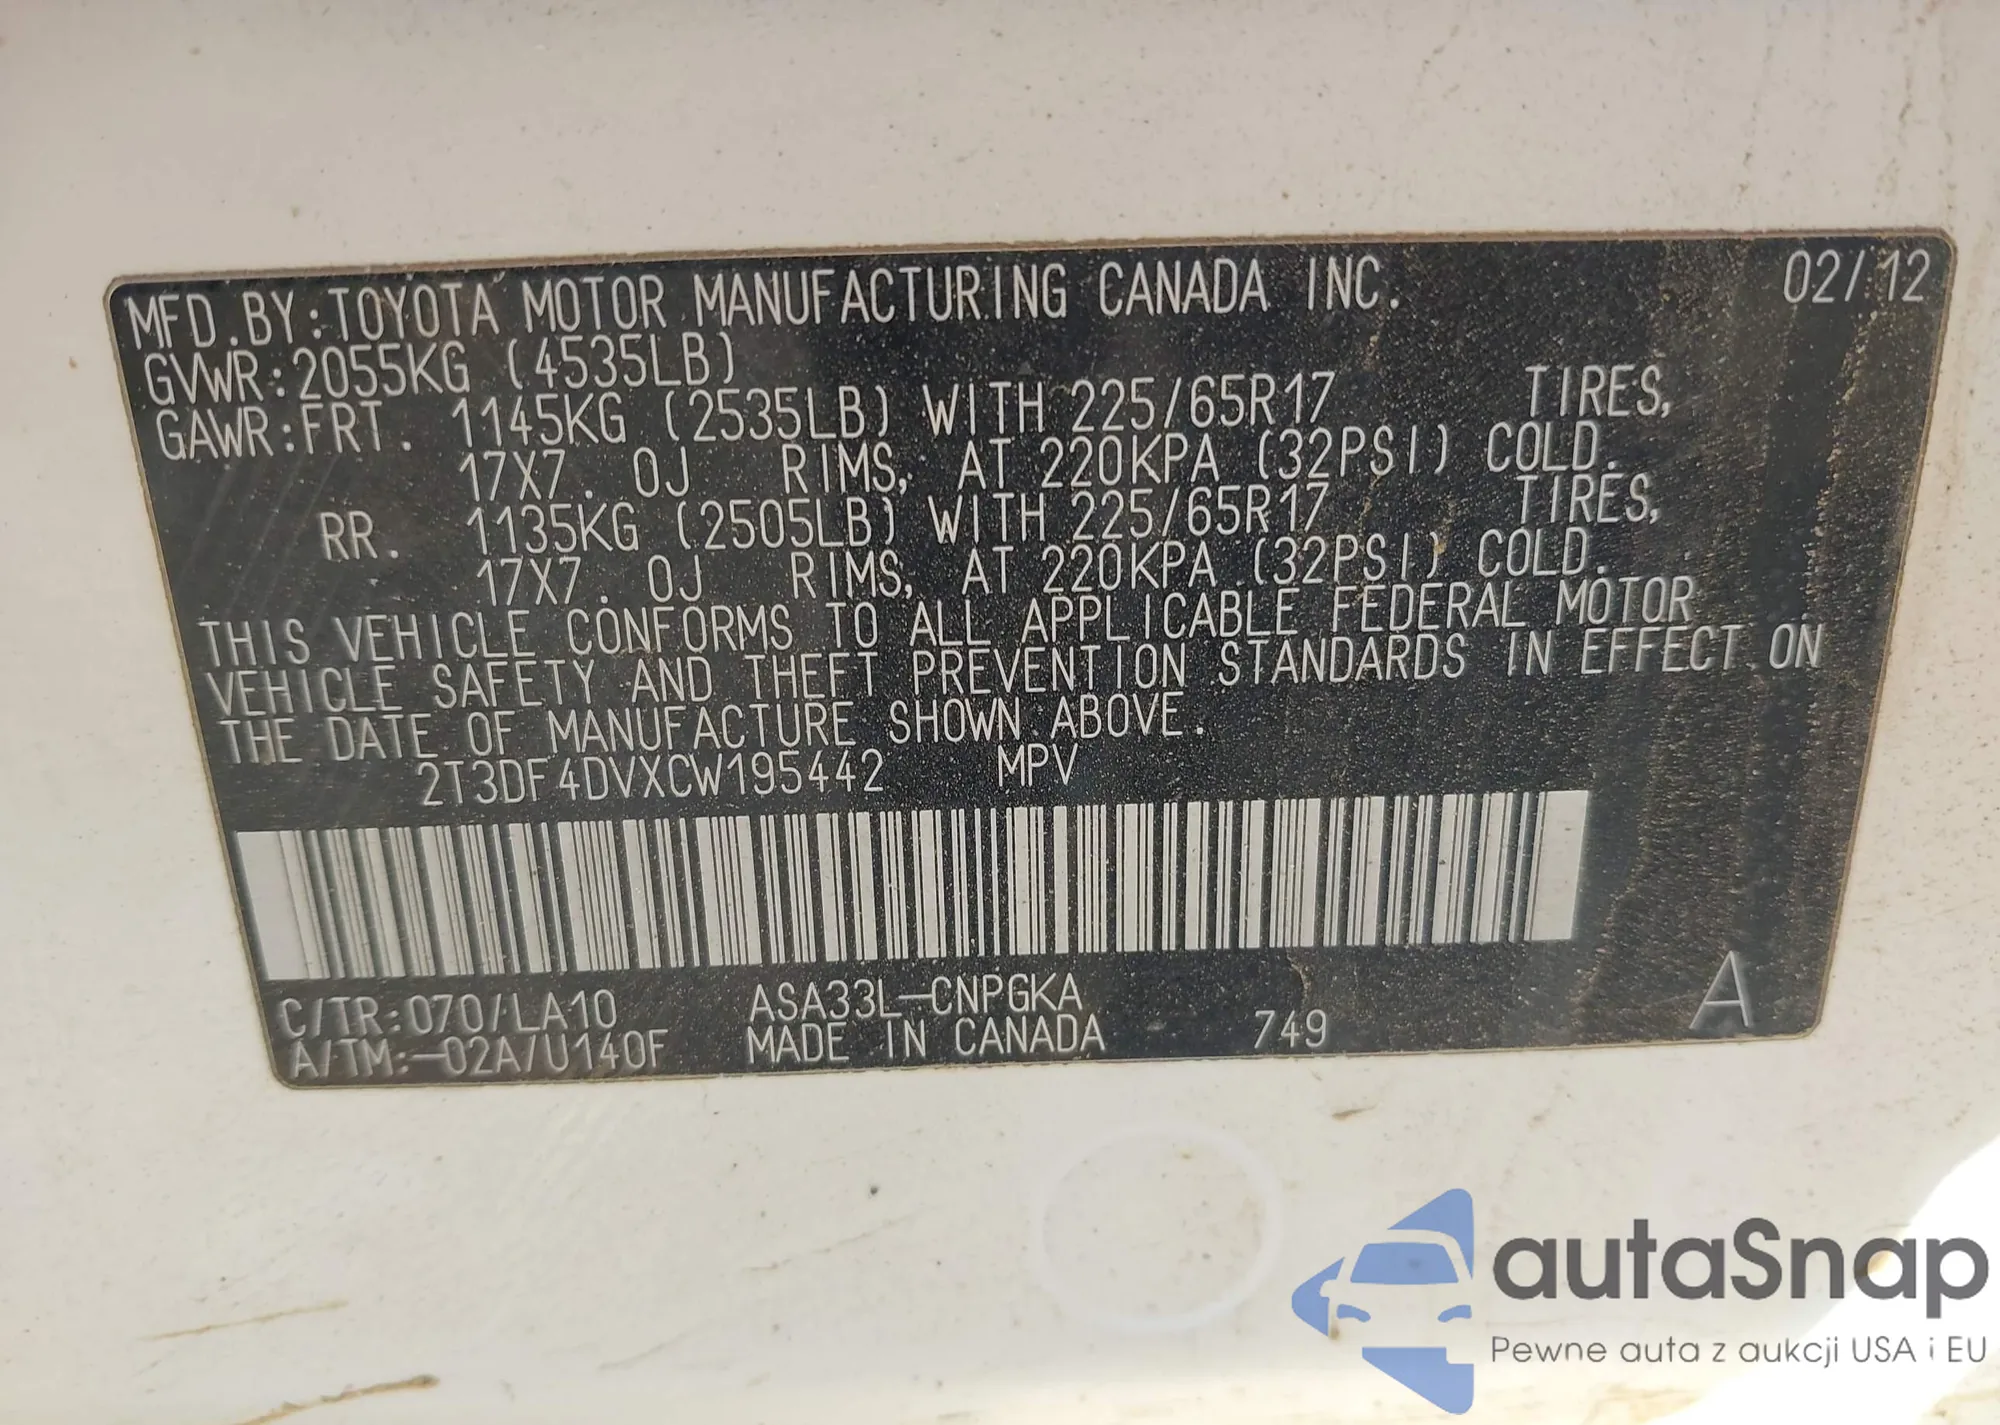 MFD.BY:TOYOTA MOTOR MANUFACTURING CANADA INC. 02/12
GVWR:2055KG (4535LB)
GAWR:FRT. 1145KG (2535LB) WITH 225/65R17 TIRES,
17X7.0J RIMS, AT 220KPA (32PSI) COLD.
RR. 1135KG (2505LB) WITH 225/65R17 TIRES,
17X7.0J RIMS, AT 220KPA (32PSI) COLD.
THIS VEHICLE CONFORMS TO ALL APPLICABLE FEDERAL MOTOR
VEHICLE SAFETY AND THEFT PREVENTION STANDARDS IN EFFECT ON
THE DATE OF MANUFACTURE SHOWN ABOVE.
2T3DF4DVXCW195442 MPV
C/TR:070/LA10 ASA33L-CNPGKA
A/TM:-02A/U140F MADE IN CANADA 749 A
autaSnap
Pewne auta z aukcji USA i EU